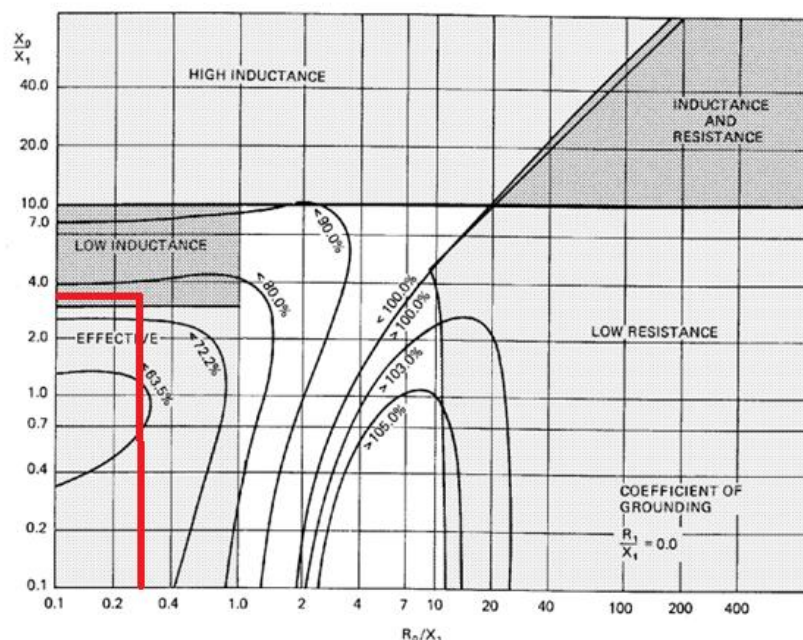 X₀
X₁
40.0
HIGH INDUCTANCE
INDUCTANCE
AND
RESISTANCE
20.0
10.0
7.0
< 90.0%
LOW INDUCTANCE
4.0
< 80.0%
< 100.0%
> 100.0%
LOW RESISTANCE
2.0
EFFECTIVE
< 72.2%
> 103.0%
1.0
< 63.5%
0.7
> 105.0%
0.4
COEFFICIENT OF
GROUNDING
R₁
X₁ = 0.0
0.2
0.1
0.1 0.2 0.4 1.0 2 4 7 10 20 40 100 200 400
R₀/X₁